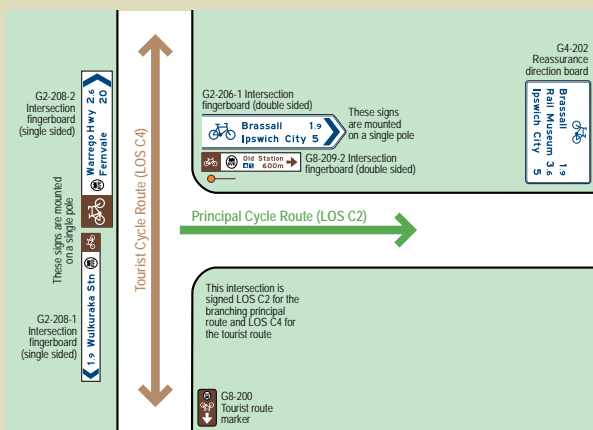 G2-208-2
Intersection
fingerboard
(single sided)
Warrego Hwy 2.6
Fernvale 20
These signs are mounted
on a single pole
G2-208-1
Intersection
fingerboard
(single sided)
1.9 Wulkuraka Stn
Tourist Cycle Route (LOS C4)
G2-206-1 Intersection
fingerboard (double sided)
Brassall 1.9
Ipswich City 5
These signs
are mounted
on a single pole
Old Station
600m
G8-209-2 Intersection
fingerboard (double sided)
G4-202
Reassurance
direction board
Brassall 1.9
Rail Museum 3.6
Ipswich City 5
Principal Cycle Route (LOS C2)
This intersection is
signed LOS C2 for the
branching principal
route and LOS C4 for
the tourist route
G8-200
Tourist route
marker